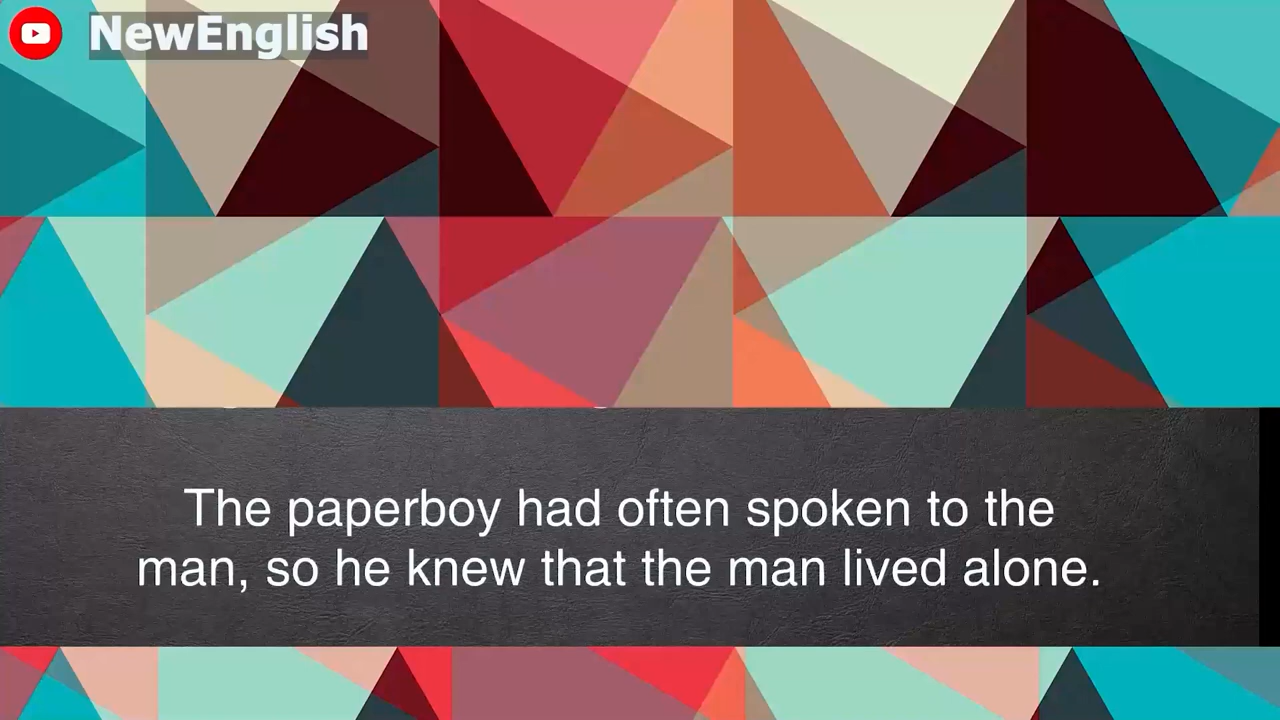 NewEnglish
The paperboy had often spoken to the
man, so he knew that the man lived alone.